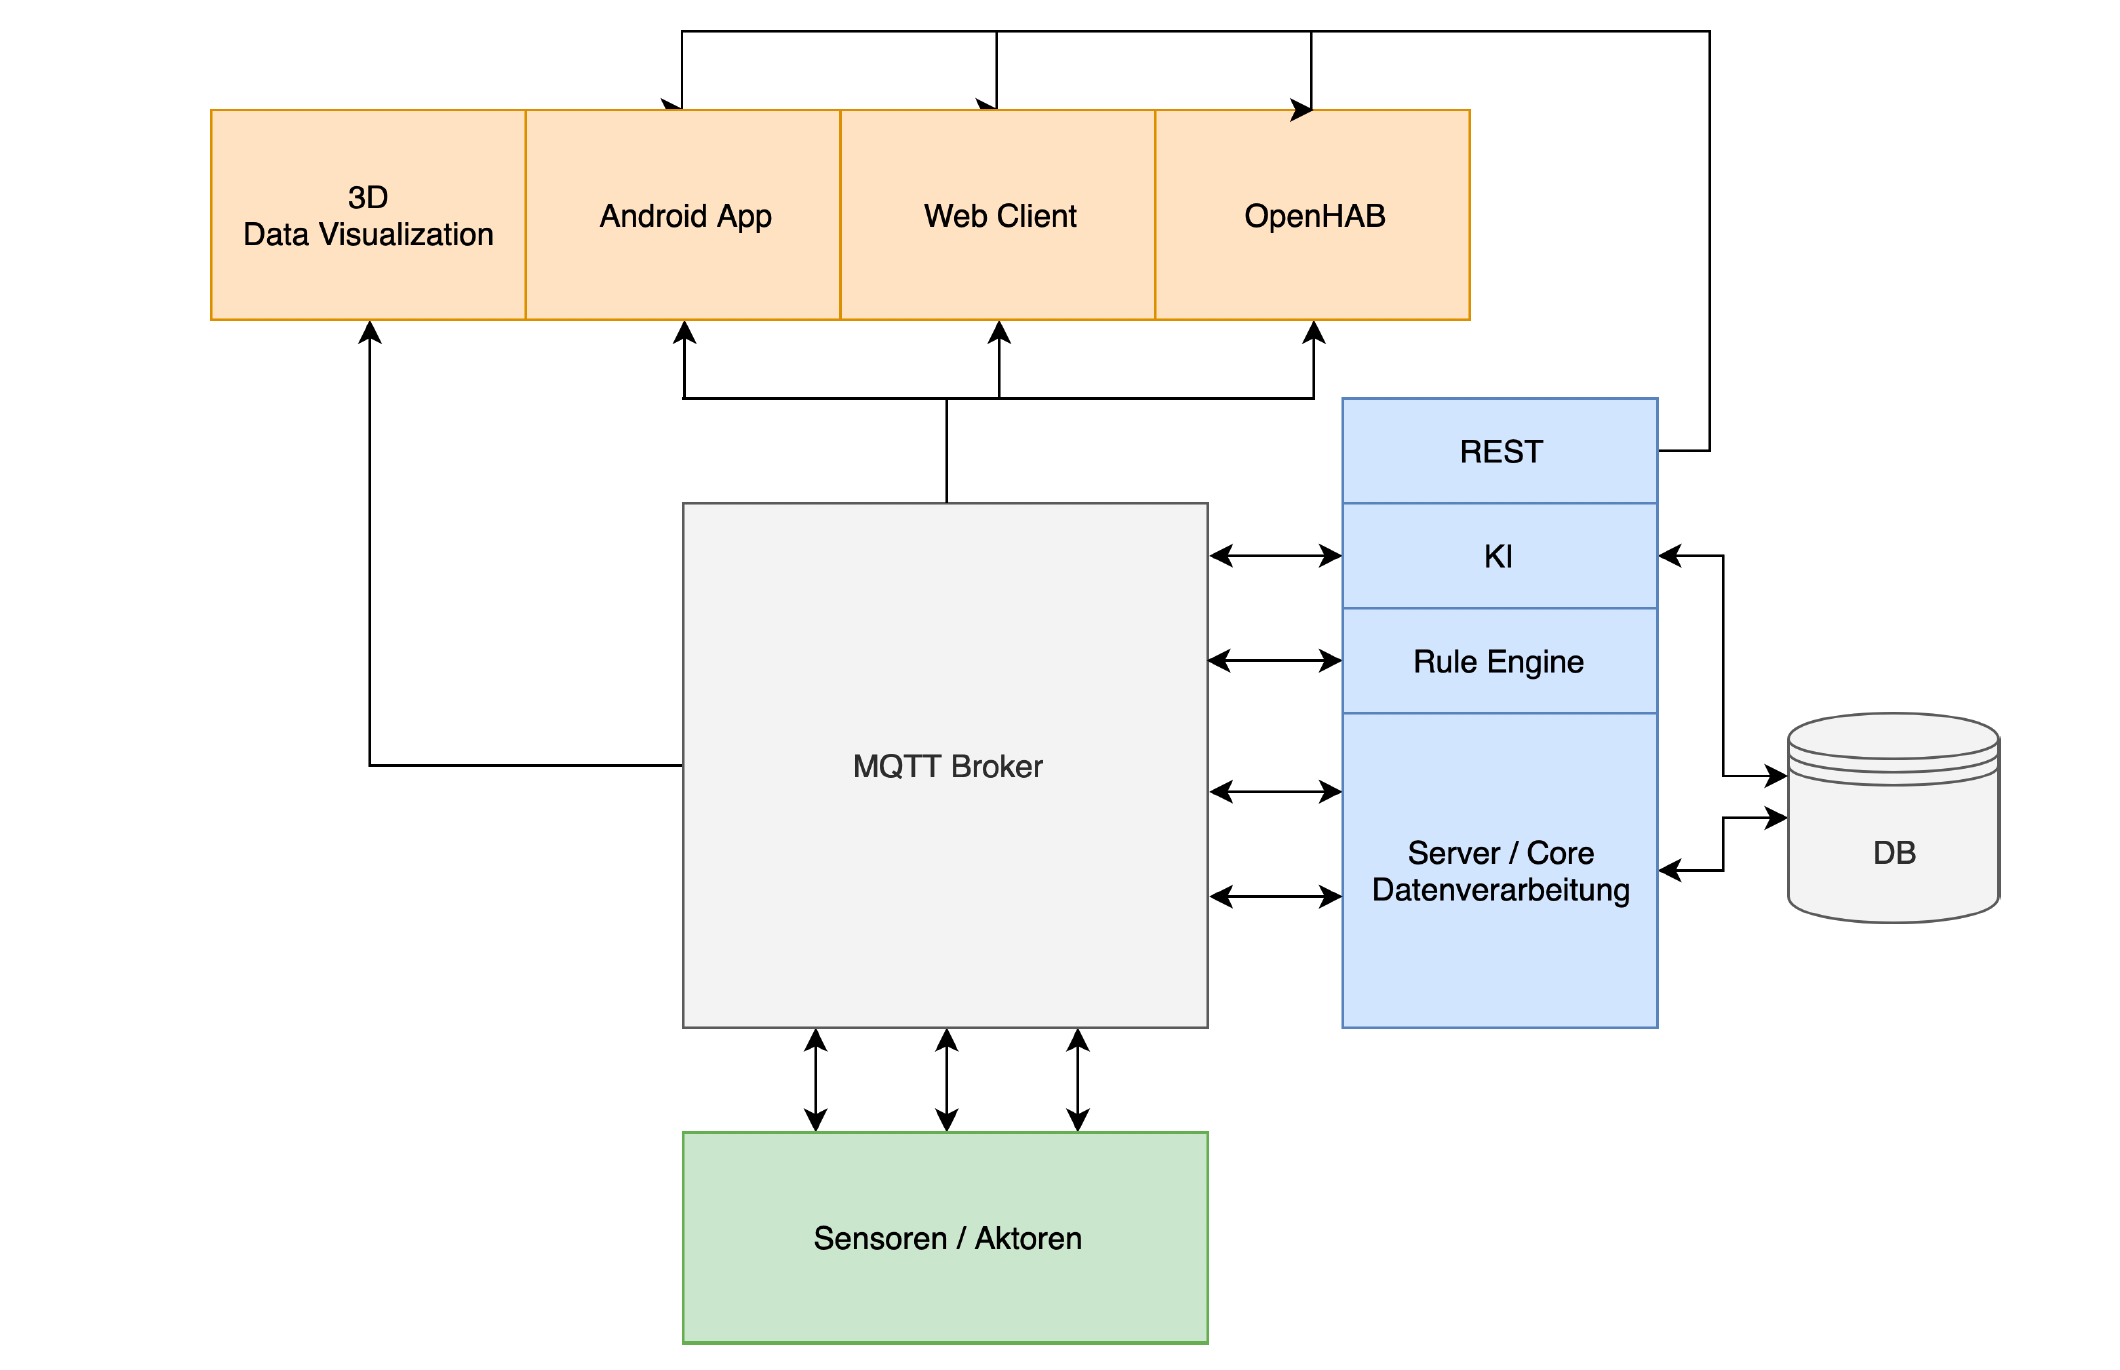 3D
Data Visualization
Android App
Web Client
OpenHAB
REST
KI
Rule Engine
MQTT Broker
Server / Core
Datenverarbeitung
DB
Sensoren / Aktoren